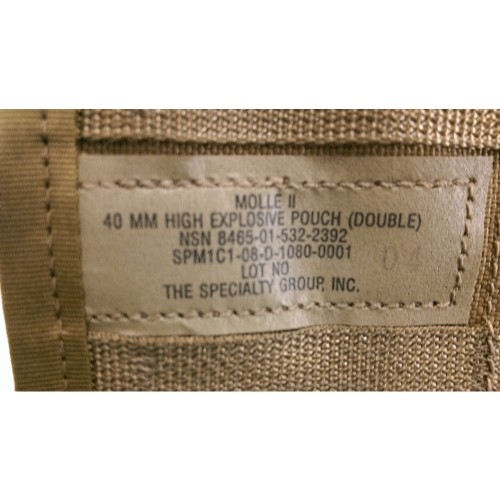 MOLLE II
40 MM HIGH EXPLOSIVE POUCH (DOUBLE)
NSN 8465-01-532-2392
SPM1C1-08-D-1080-0001
LOT NO
THE SPECIALTY GROUP, INC.